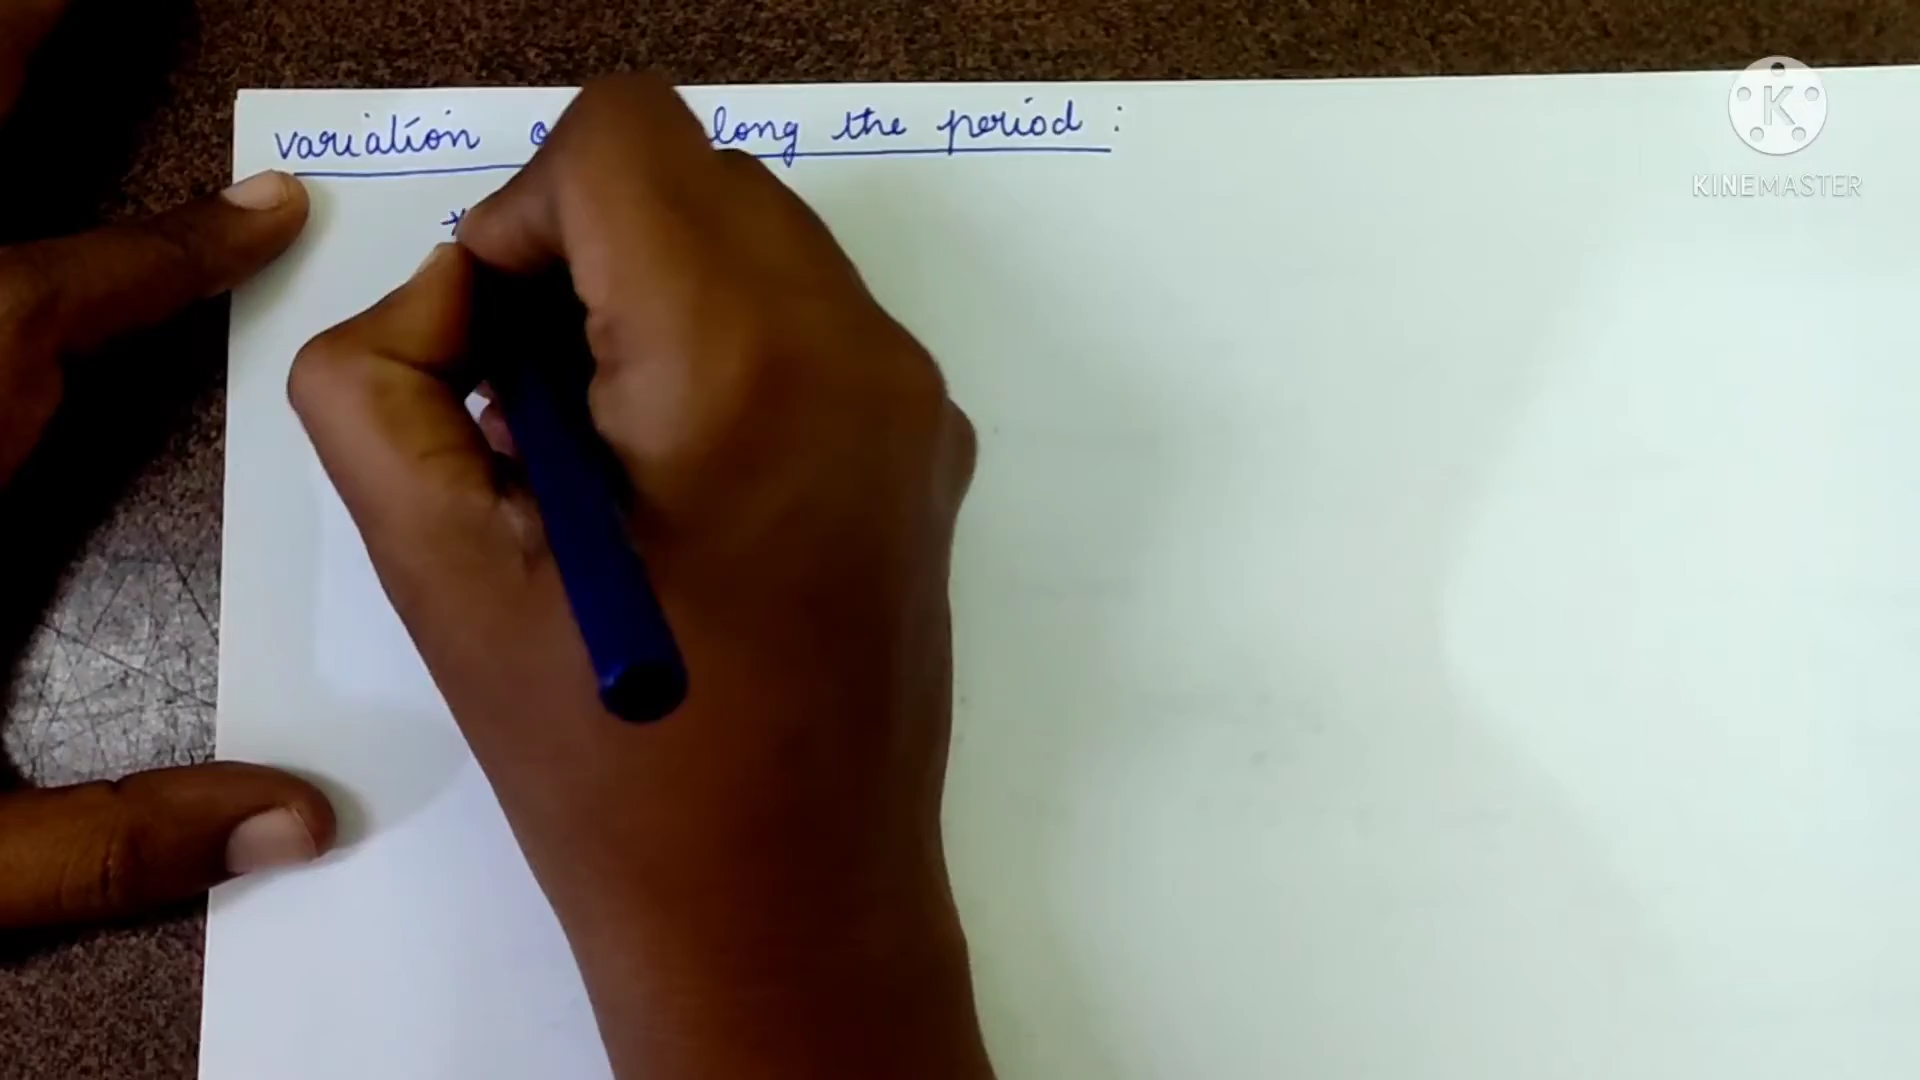 variation long the period :
*
K
KINEMASTER